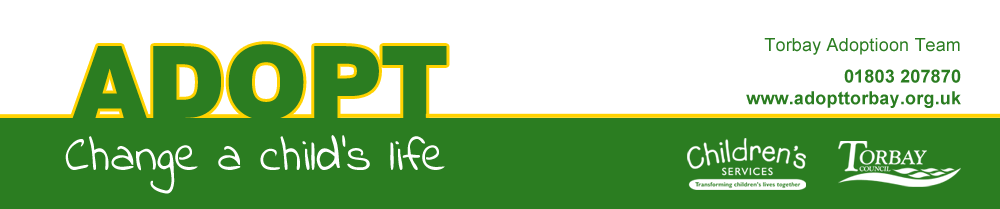 ADOPT
Change a child's life
Torbay Adoptioon Team
01803 207870
www.adopttorbay.org.uk
Children's
SERVICES
Transforming children's lives together
TORBAY
COUNCIL